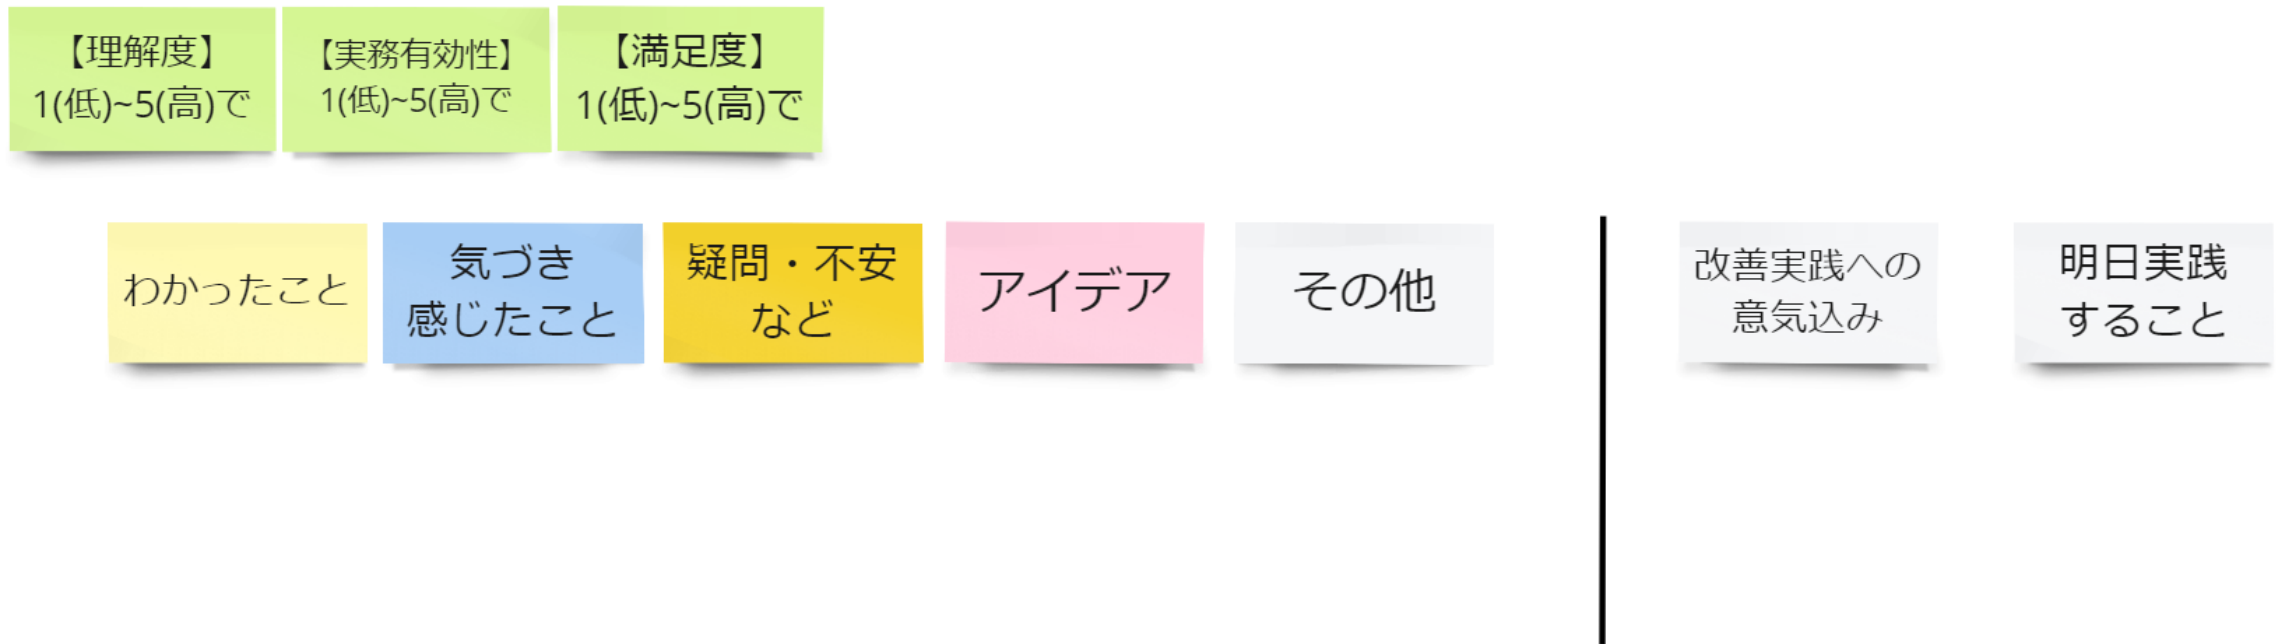 【理解度】
1(低)~5(高)で
【実務有効性】
1(低)~5(高)で
【満足度】
1(低)~5(高)で
わかったこと
気づき
感じたこと
疑問・不安
など
アイデア
その他
改善実践への
意気込み
明日実践
すること